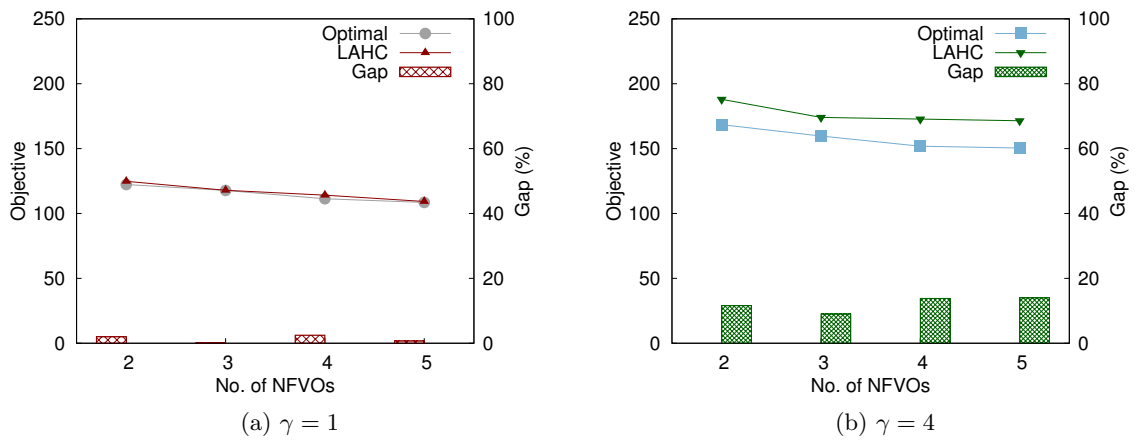 250
200
150
100
50
0
Objective
100
80
60
40
20
0
Gap (%)
Optimal
LAHC
Gap
2 3 4 5
No. of NFVOs
(a) γ = 1
250
200
150
100
50
0
Objective
100
80
60
40
20
0
Gap (%)
Optimal
LAHC
Gap
2 3 4 5
No. of NFVOs
(b) γ = 4